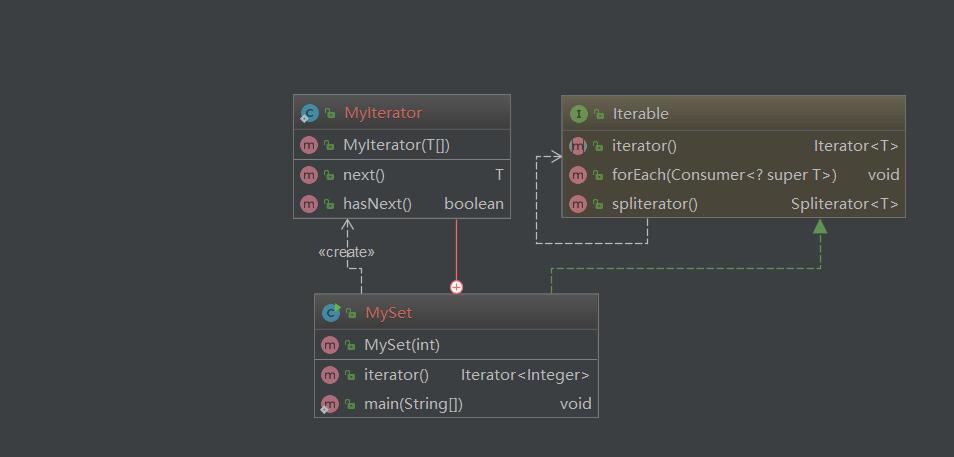 MyIterator
MyIterator(T[])
next() T
hasNext() boolean
Iterable
iterator() Iterator<T>
forEach(Consumer<? super T>) void
spliterator() Spliterator<T>
«create»
MySet
MySet(int)
iterator() Iterator<Integer>
main(String[]) void